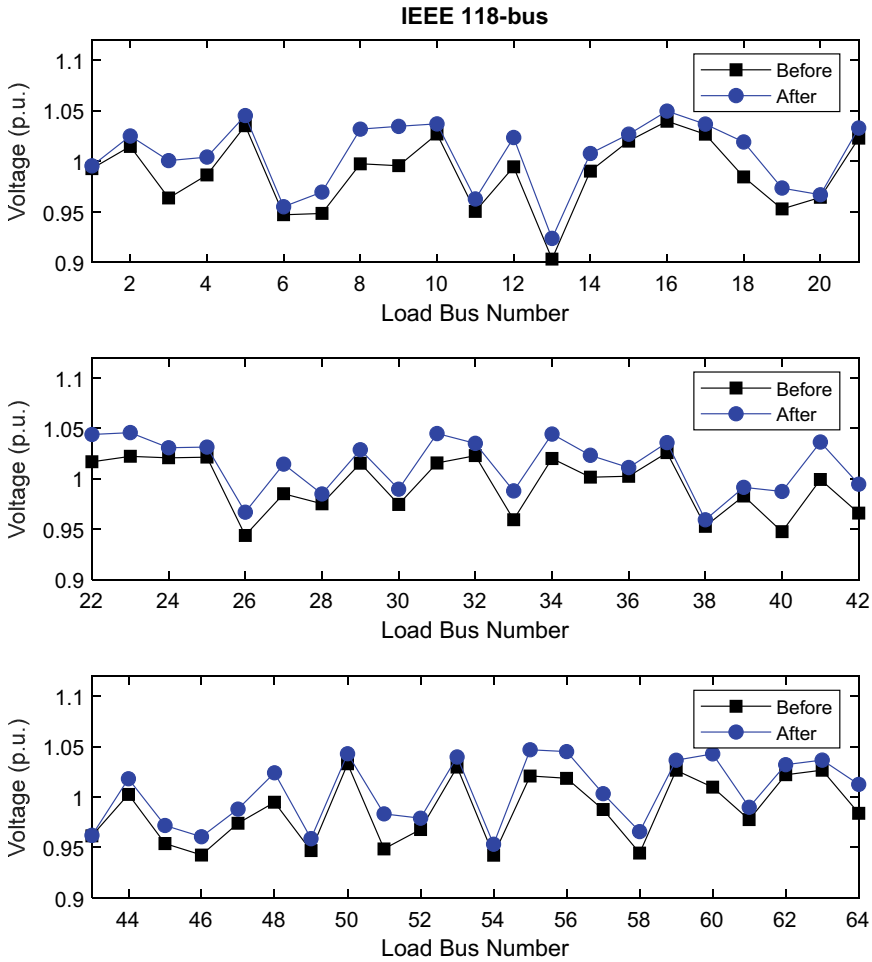 IEEE 118-bus
Voltage (p.u.)
1.1
1.05
1
0.95
0.9
Before
After
2 4 6 8 10 12 14 16 18 20
Load Bus Number
Voltage (p.u.)
1.1
1.05
1
0.95
0.9
Before
After
22 24 26 28 30 32 34 36 38 40 42
Load Bus Number
Voltage (p.u.)
1.1
1.05
1
0.95
0.9
Before
After
44 46 48 50 52 54 56 58 60 62 64
Load Bus Number